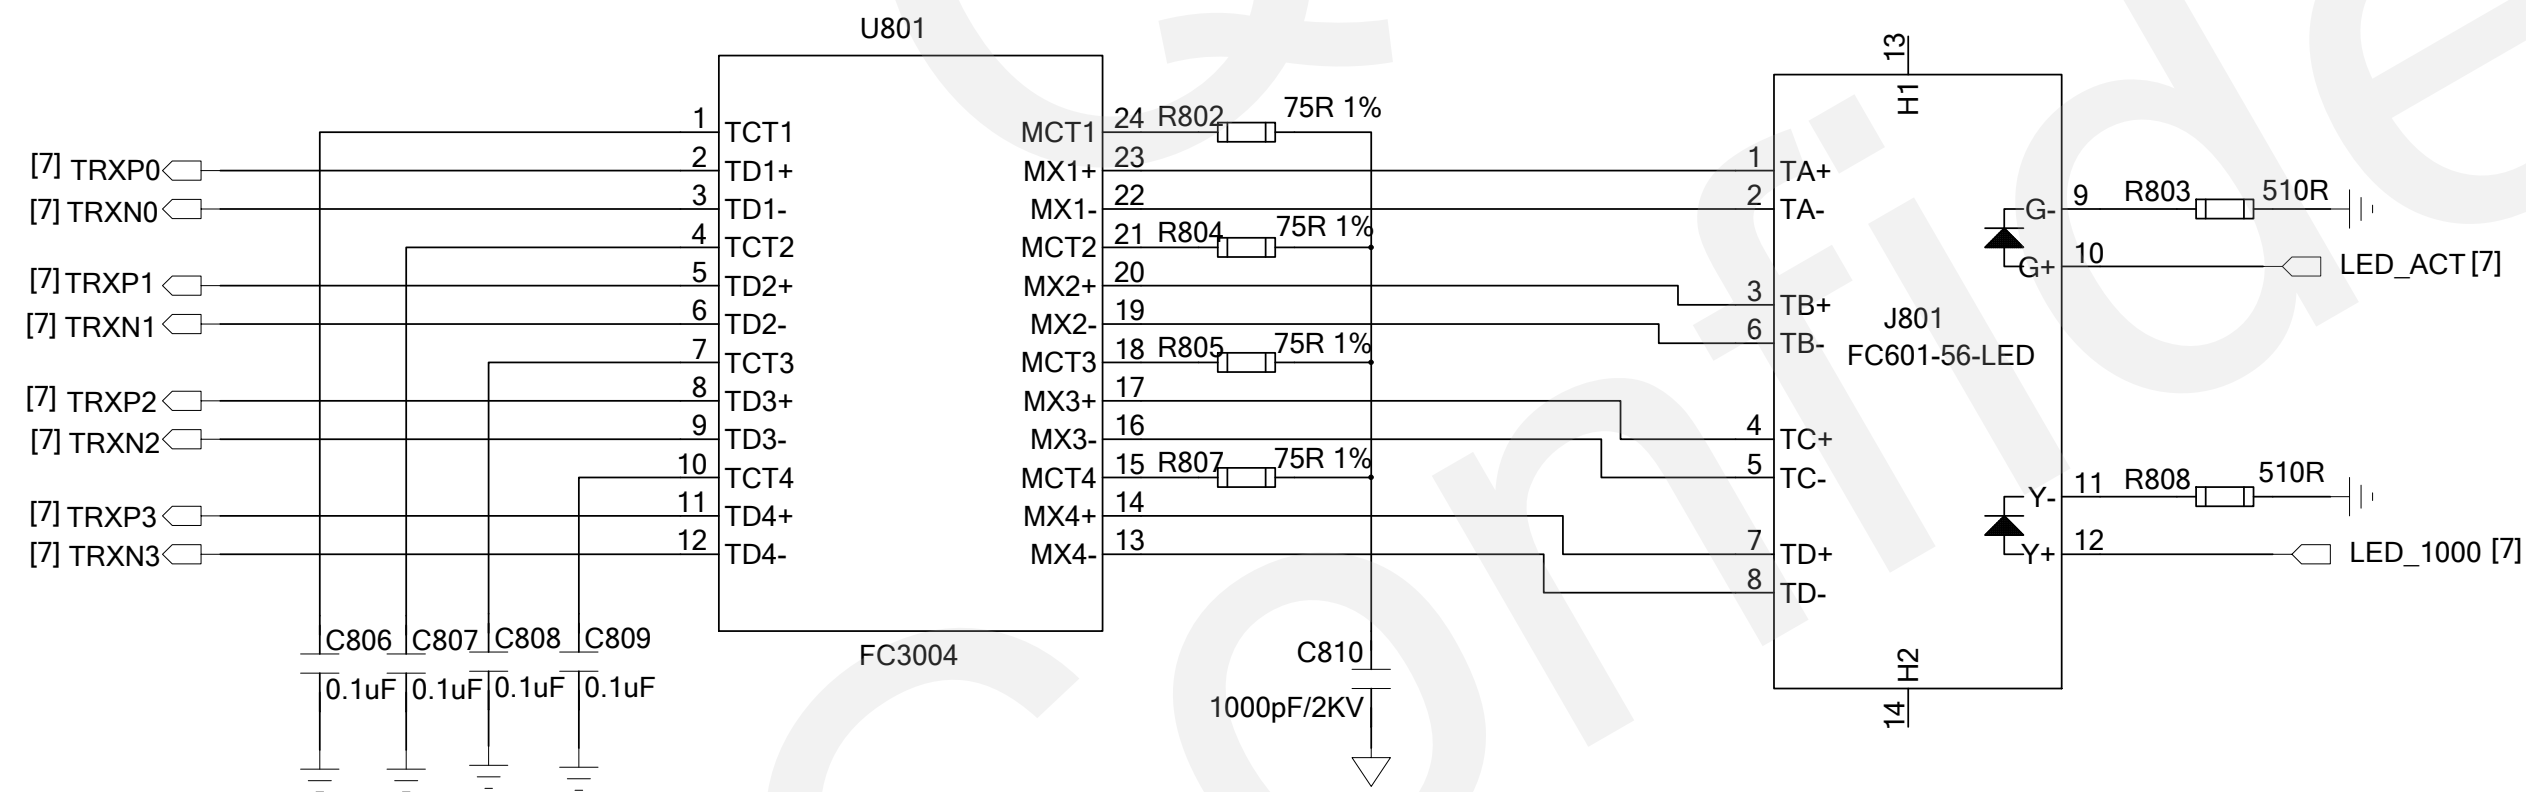 U801
13
H1
1 TCT1 MCT1 24 R802 75R 1%
[7] TRXP0 2 TD1+ MX1+ 23 1 TA+
[7] TRXN0 3 TD1- MX1- 22 2 TA- G- 9 R803 510R
4 TCT2 MCT2 21 R804 75R 1%
G+ 10 LED_ACT [7]
[7] TRXP1 5 TD2+ MX2+ 20 3 TB+
[7] TRXN1 6 TD2- MX2- 19 6 TB- J801
7 TCT3 MCT3 18 R805 75R 1% FC601-56-LED
[7] TRXP2 8 TD3+ MX3+ 17
[7] TRXN2 9 TD3- MX3- 16 4 TC+
10 TCT4 MCT4 15 R807 75R 1% 5 TC-
[7] TRXP3 11 TD4+ MX4+ 14 Y- 11 R808 510R
[7] TRXN3 12 TD4- MX4- 13 7 TD+ Y+ 12 LED_1000 [7]
8 TD-
C806 C807 C808 C809
FC3004 C810
0.1uF 0.1uF 0.1uF 0.1uF
1000pF/2KV
H2
14
Confide